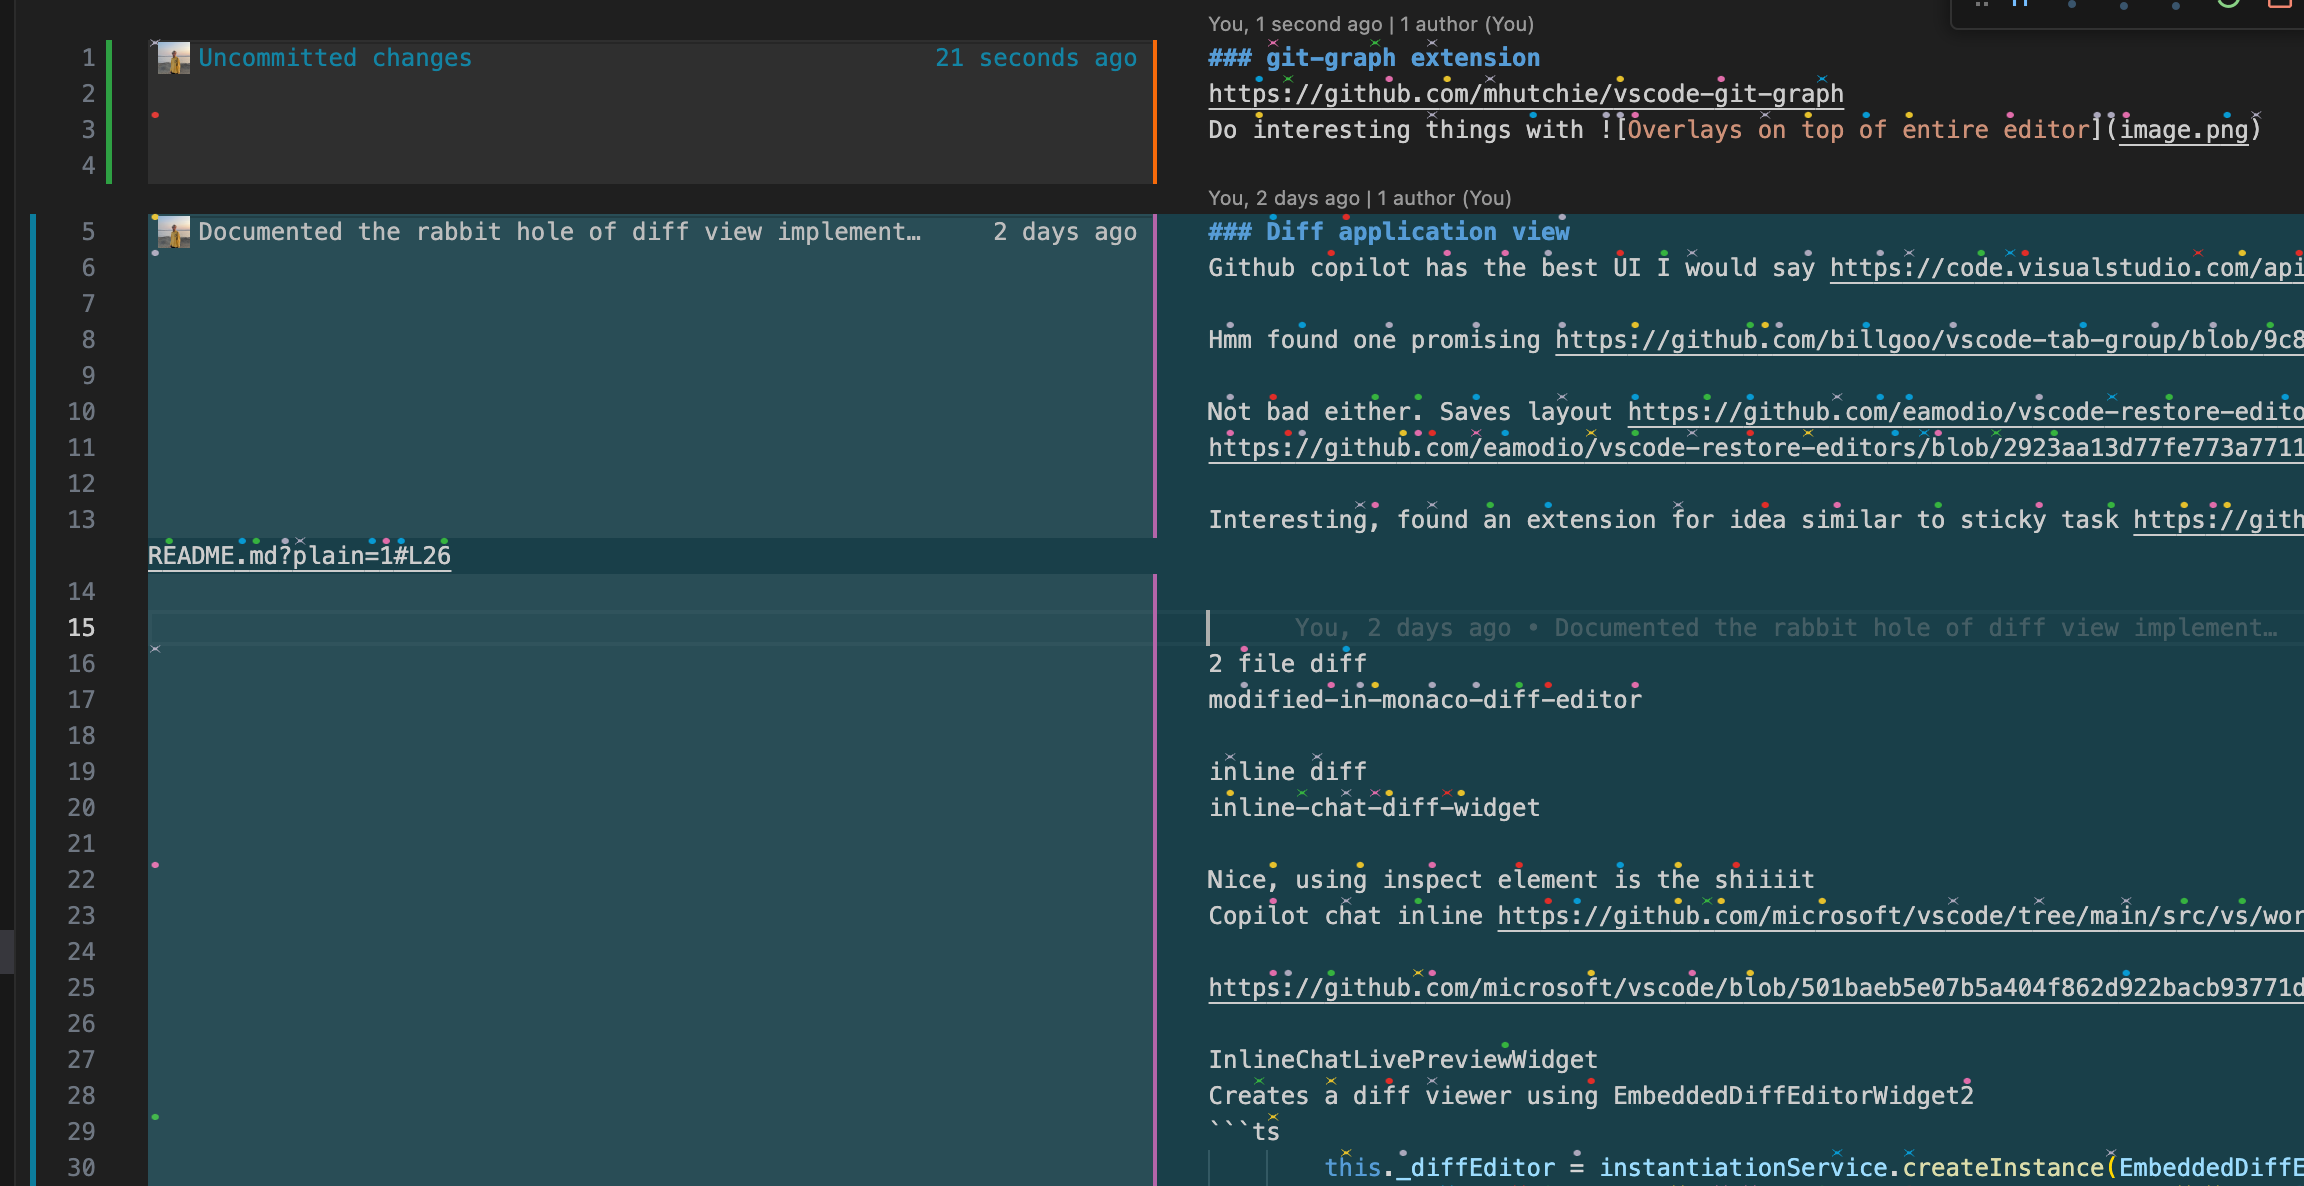 You, 1 second ago | 1 author (You)
1 Uncommitted changes 21 seconds ago ### git-graph extension
2 https://github.com/mhutchie/vscode-git-graph
3 Do interesting things with ![Overlays on top of entire editor](image.png)
4
You, 2 days ago | 1 author (You)
5 Documented the rabbit hole of diff view implement… 2 days ago ### Diff application view
6 Github copilot has the best UI I would say https://code.visualstudio.com/api
7
8 Hmm found one promising https://github.com/billgoo/vscode-tab-group/blob/9c8
9
10 Not bad either. Saves layout https://github.com/eamodio/vscode-restore-edito
11 https://github.com/eamodio/vscode-restore-editors/blob/2923aa13d77fe773a7711
12
13 Interesting, found an extension for idea similar to sticky task https://gith
README.md?plain=1#L26
14
15 You, 2 days ago • Documented the rabbit hole of diff view implement…
16 2 file diff
17 modified-in-monaco-diff-editor
18
19 inline diff
20 inline-chat-diff-widget
21
22 Nice, using inspect element is the shiiiit
23 Copilot chat inline https://github.com/microsoft/vscode/tree/main/src/vs/wor
24
25 https://github.com/microsoft/vscode/blob/501baeb5e07b5a404f862d922bacb93771d
26
27 InlineChatLivePreviewWidget
28 Creates a diff viewer using EmbeddedDiffEditorWidget2
29 ```ts
30 this._diffEditor = instantiationService.createInstance(EmbeddedDiffE